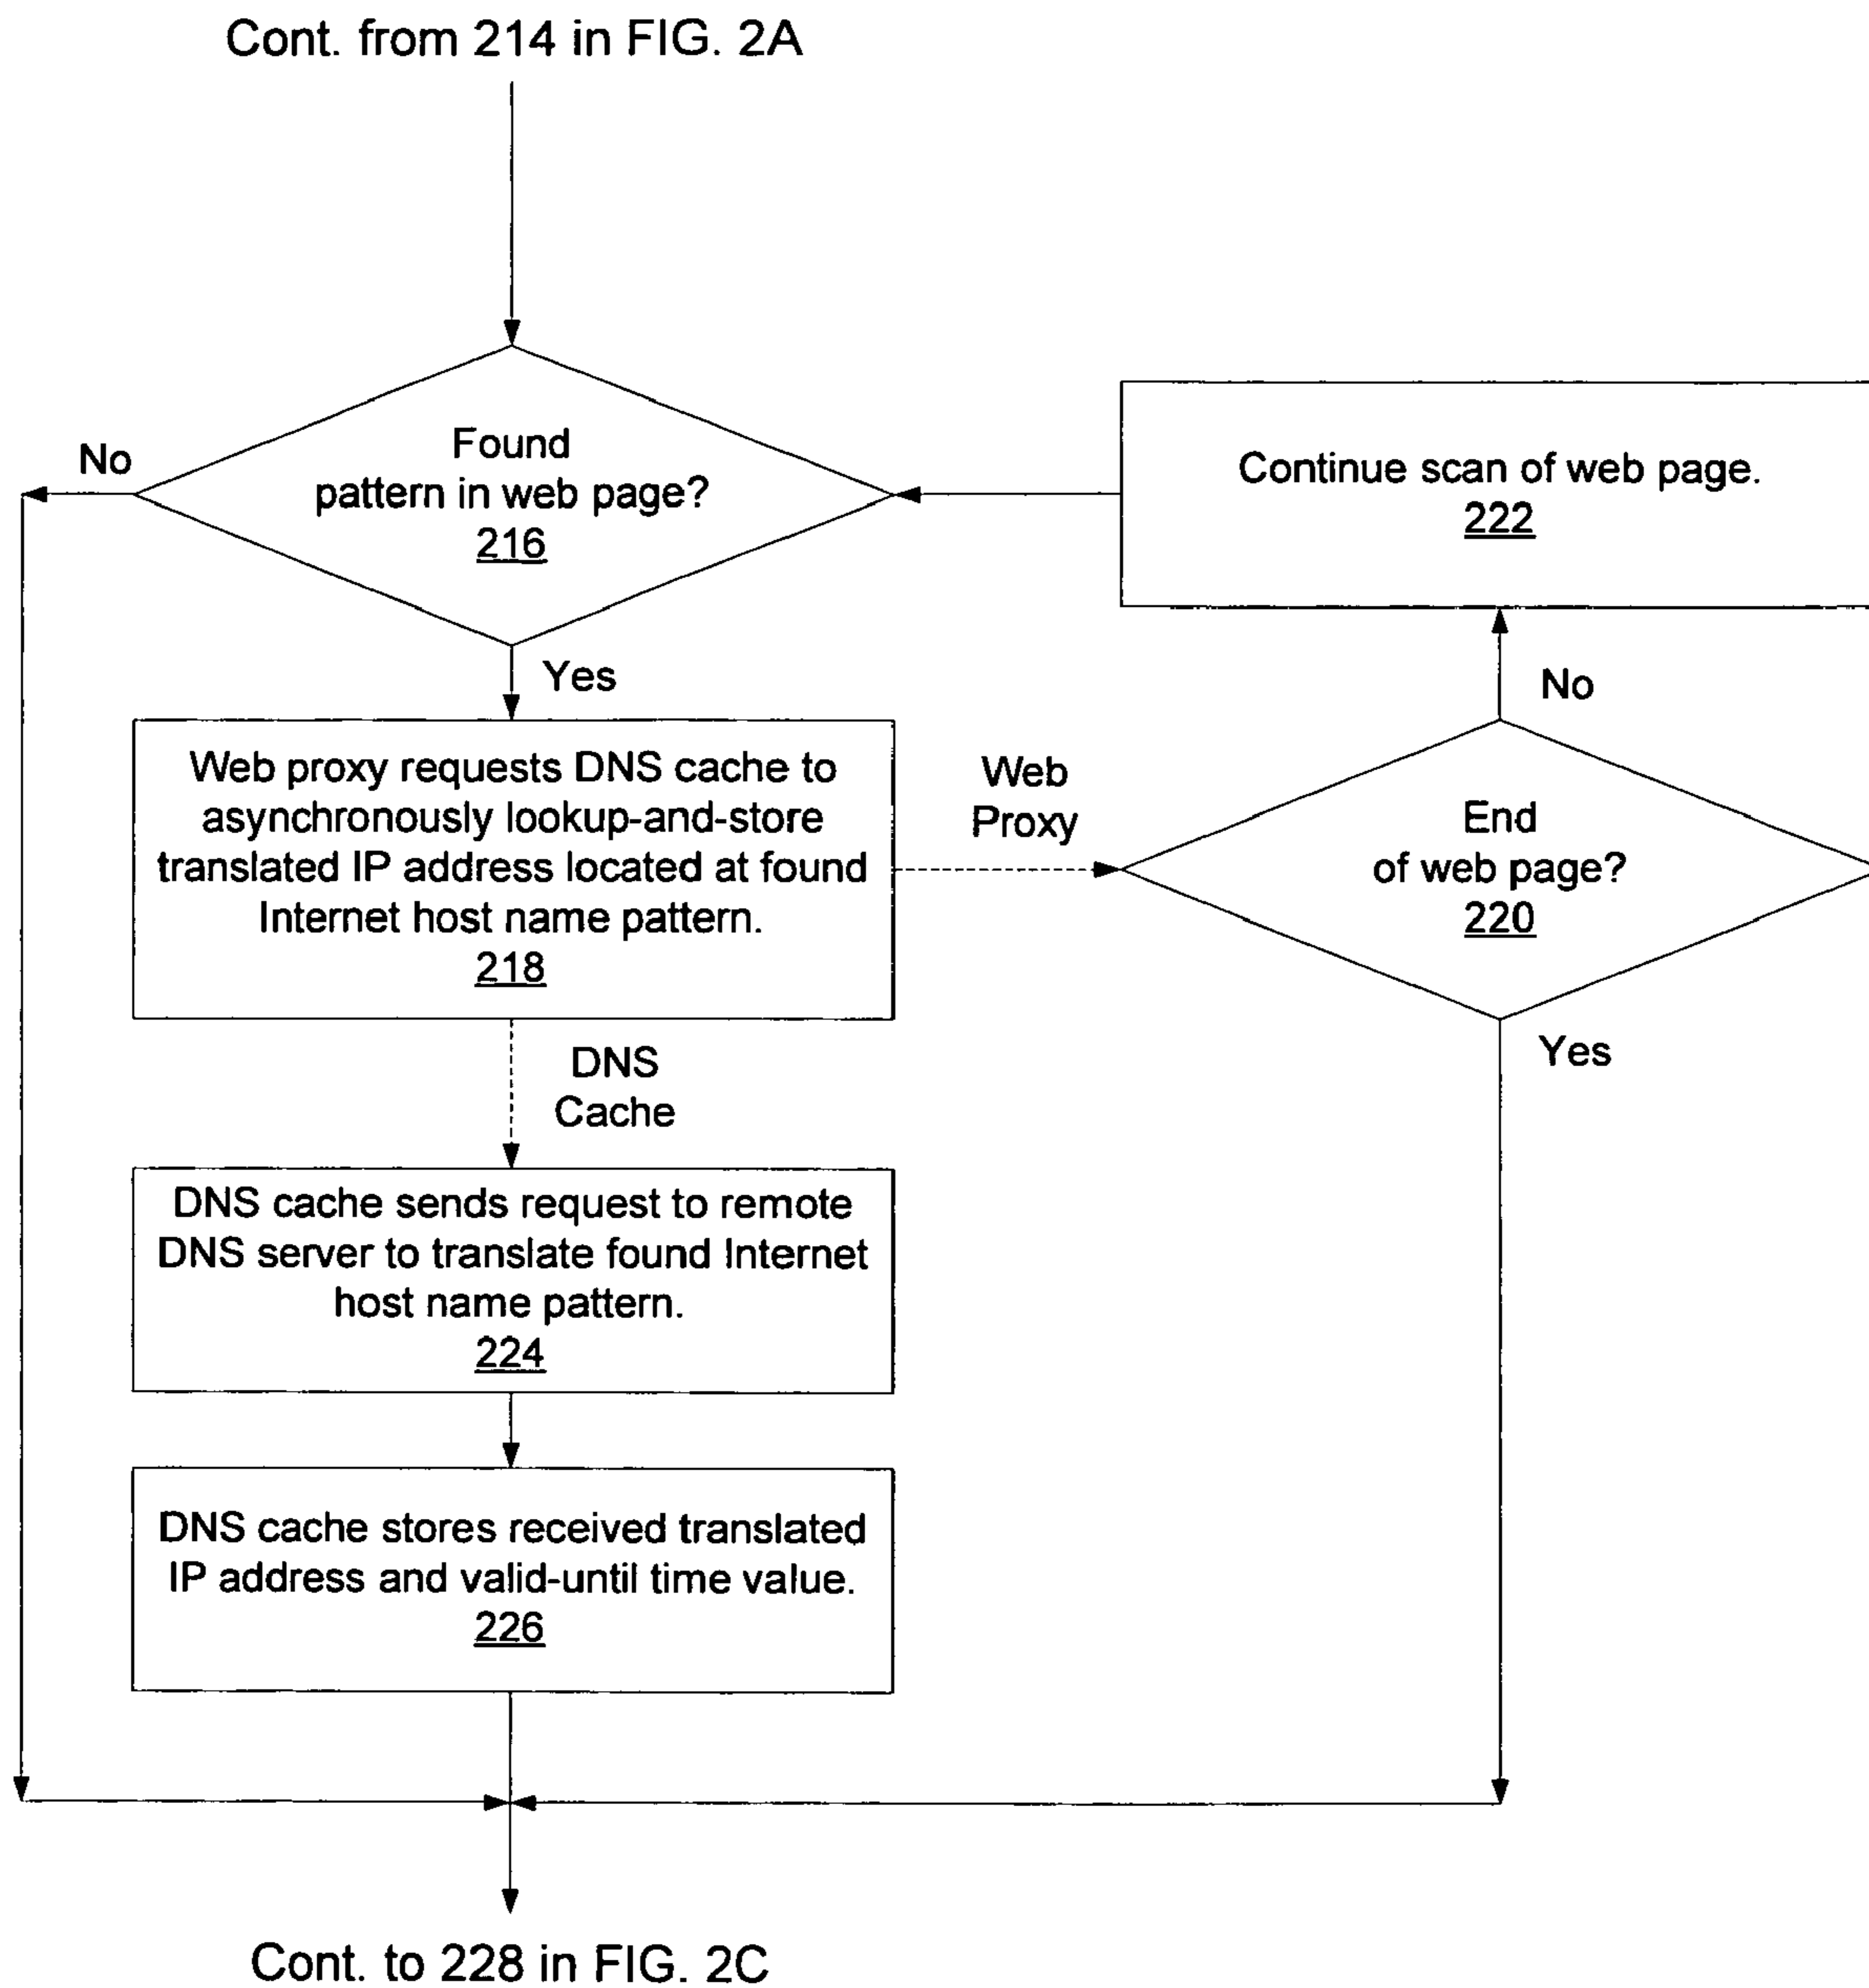 Cont. from 214 in FIG. 2A
No
Found
pattern in web page?
216
Continue scan of web page.
222
Yes
No
Web proxy requests DNS cache to
asynchronously lookup-and-store
translated IP address located at found
Internet host name pattern.
218
Web
Proxy
End
of web page?
220
Yes
DNS
Cache
DNS cache sends request to remote
DNS server to translate found Internet
host name pattern.
224
DNS cache stores received translated
IP address and valid-until time value.
226
Cont. to 228 in FIG. 2C